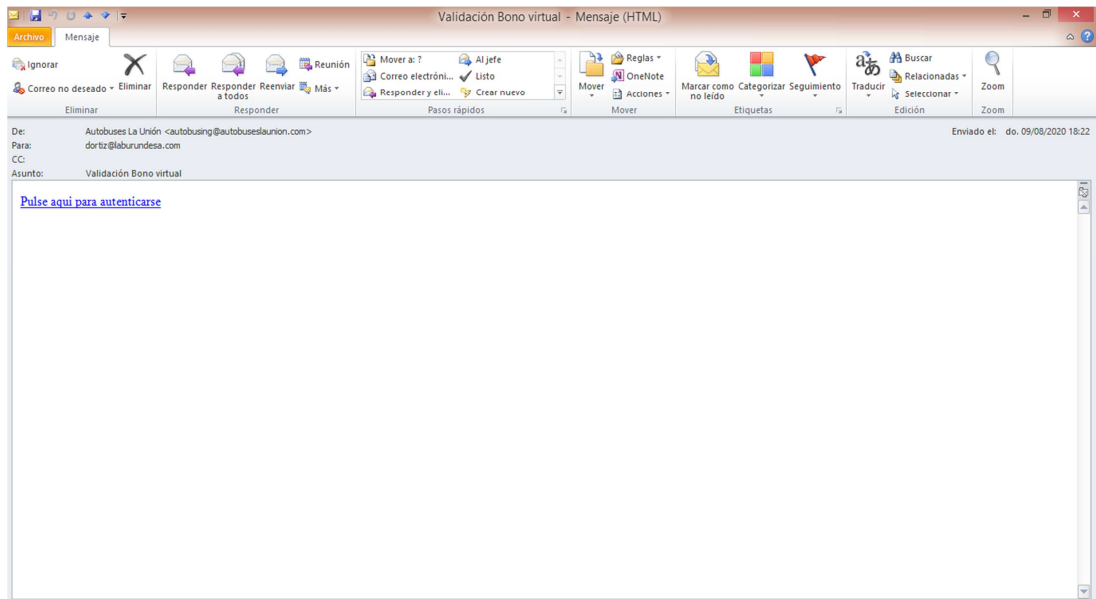 Validación Bono virtual - Mensaje (HTML)
Archivo Mensaje
Ignorar
Correo no deseado
Eliminar
Eliminar
Responder
Responder a todos
Reenviar
Reunión
Más
Responder
Mover a: ?
Correo electróni...
Responder y eli...
Al jefe
Listo
Crear nuevo
Pasos rápidos
Mover
Reglas
OneNote
Acciones
Mover
Marcar como no leído
Categorizar
Seguimiento
Etiquetas
Traducir
Buscar
Relacionadas
Seleccionar
Edición
Zoom
Zoom
De: Autobuses La Unión <autobusing@autobuseslaunion.com>
Enviado el: do. 09/08/2020 18:22
Para: dortiz@laburundesa.com
CC:
Asunto: Validación Bono virtual
Pulse aqui para autenticarse